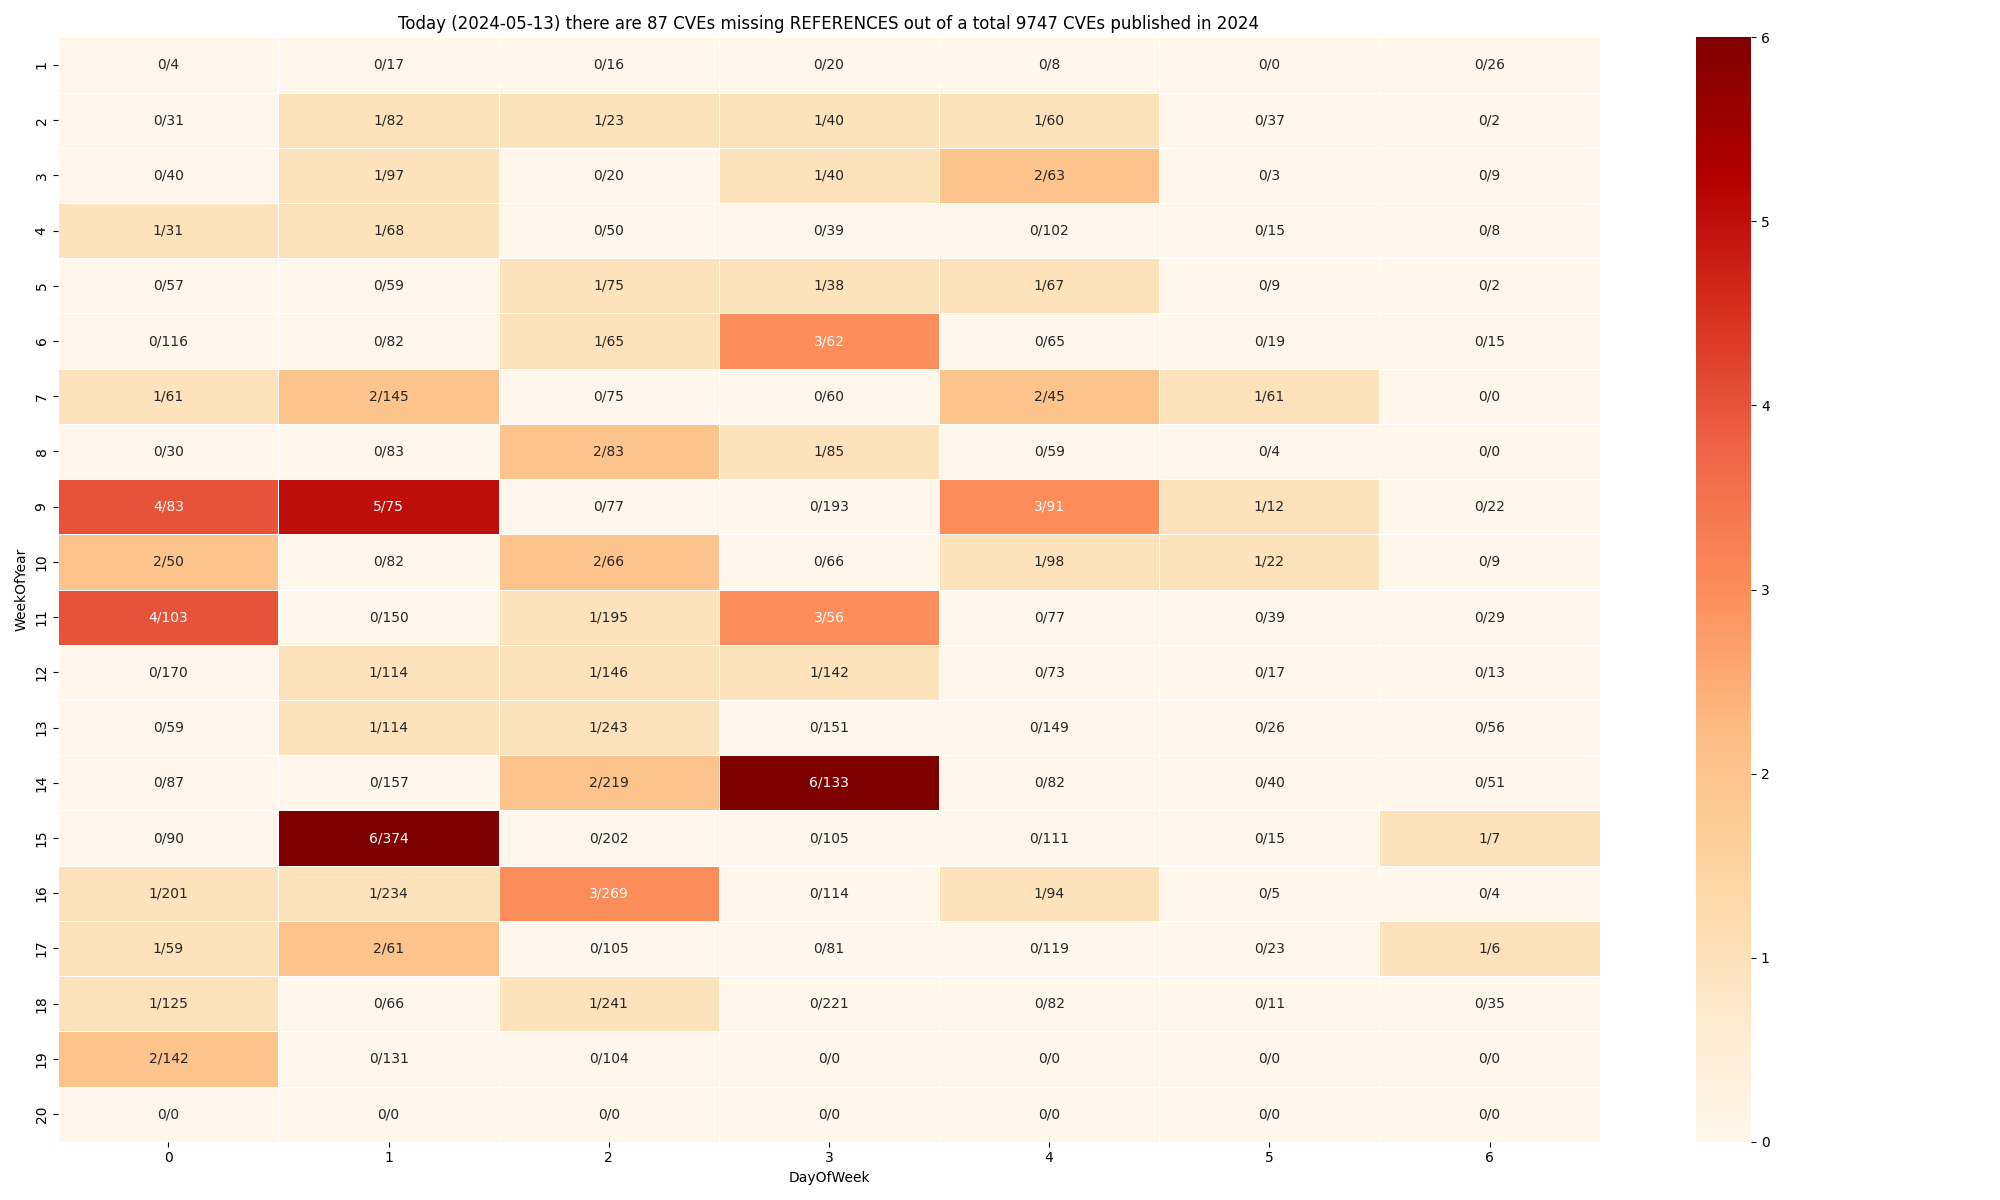 Today (2024-05-13) there are 87 CVEs missing REFERENCES out of a total 9747 CVEs published in 2024
1 0/4 0/17 0/16 0/20 0/8 0/0 0/26
2 0/31 1/82 1/23 1/40 1/60 0/37 0/2
3 0/40 1/97 0/20 1/40 2/63 0/3 0/9
4 1/31 1/68 0/50 0/39 0/102 0/15 0/8
5 0/57 0/59 1/75 1/38 1/67 0/9 0/2
6 0/116 0/82 1/65 3/62 0/65 0/19 0/15
7 1/61 2/145 0/75 0/60 2/45 1/61 0/0
8 0/30 0/83 2/83 1/85 0/59 0/4 0/0
9 4/83 5/75 0/77 0/193 3/91 1/12 0/22
10 2/50 0/82 2/66 0/66 1/98 1/22 0/9
11 4/103 0/150 1/195 3/56 0/77 0/39 0/29
12 0/170 1/114 1/146 1/142 0/73 0/17 0/13
13 0/59 1/114 1/243 0/151 0/149 0/26 0/56
14 0/87 0/157 2/219 6/133 0/82 0/40 0/51
15 0/90 6/374 0/202 0/105 0/111 0/15 1/7
16 1/201 1/234 3/269 0/114 1/94 0/5 0/4
17 1/59 2/61 0/105 0/81 0/119 0/23 1/6
18 1/125 0/66 1/241 0/221 0/82 0/11 0/35
19 2/142 0/131 0/104 0/0 0/0 0/0 0/0
20 0/0 0/0 0/0 0/0 0/0 0/0 0/0
0 1 2 3 4 5 6
DayOfWeek
WeekOfYear
6
5
4
3
2
1
0